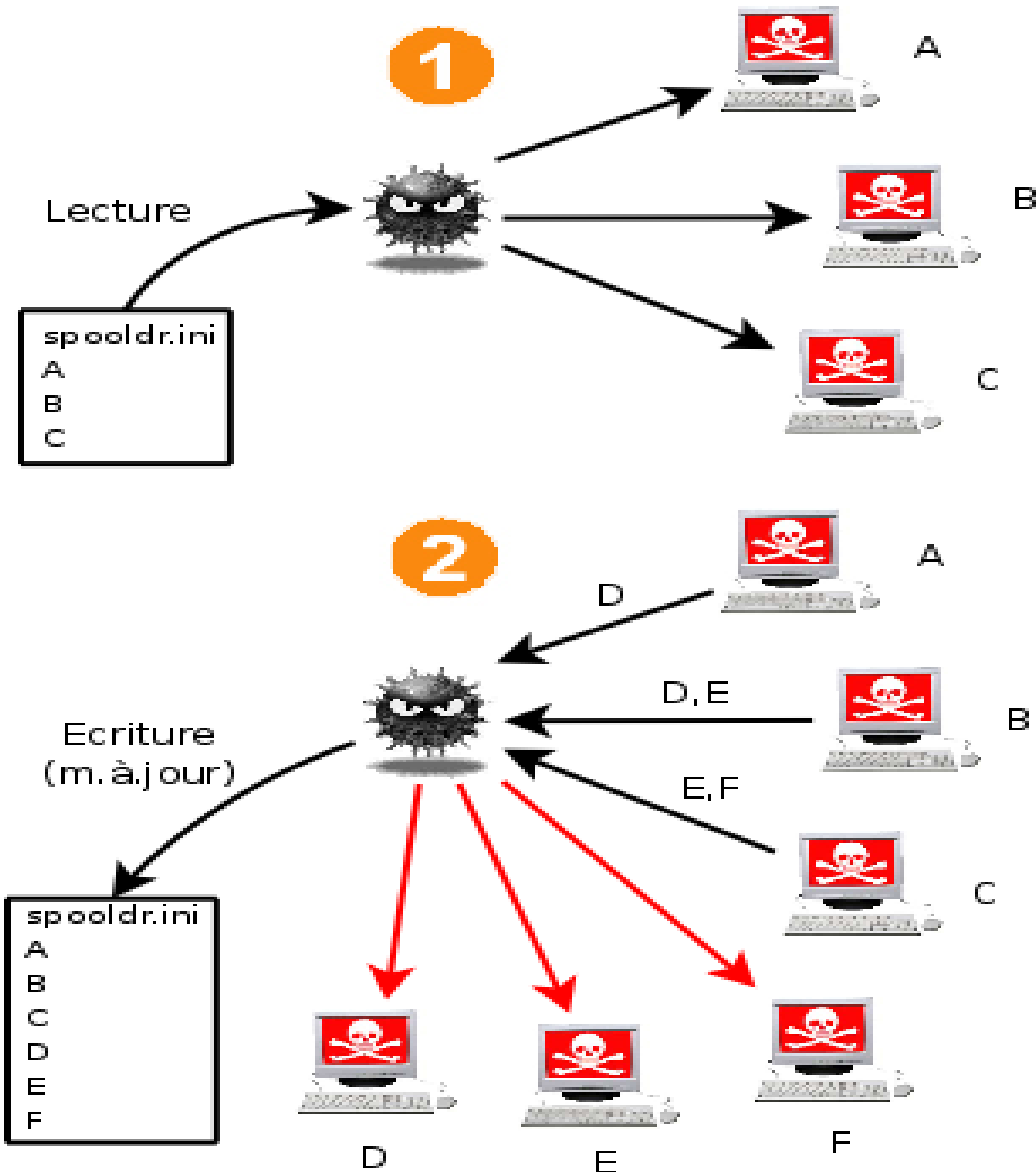 1
A
B
Lecture
spooldr.ini
A
B
C
C
2
A
D
D,E
B
Ecriture
(m.à.jour)
E,F
C
spooldr.ini
A
B
C
D
E
F
D
E
F